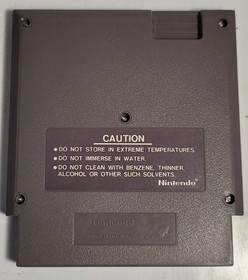 CAUTION
• DO NOT STORE IN EXTREME TEMPERATURES.
• DO NOT IMMERSE IN WATER.
• DO NOT CLEAN WITH BENZENE, THINNER,
ALCOHOL OR OTHER SUCH SOLVENTS.
Nintendo®